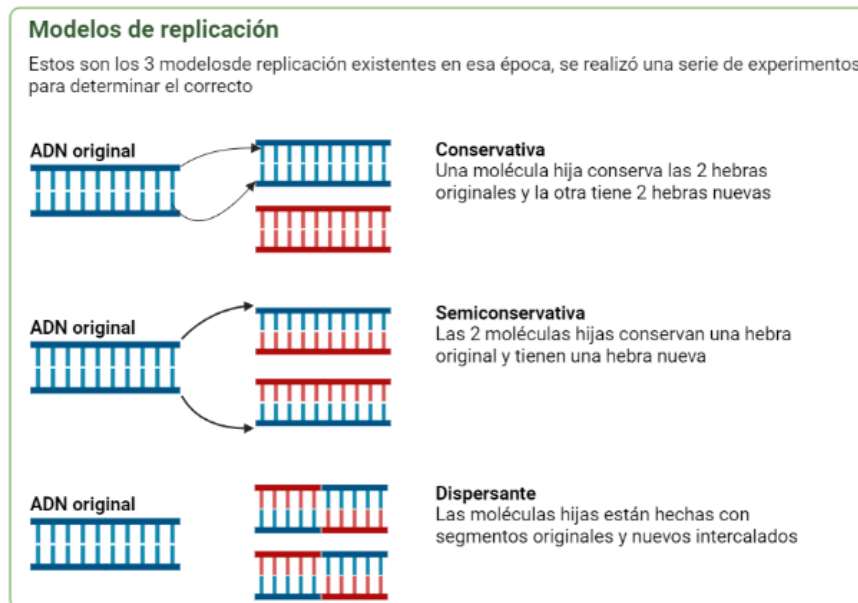 Modelos de replicación
Estos son los 3 modelosde replicación existentes en esa época, se realizó una serie de experimentos
para determinar el correcto
ADN original
Conservativa
Una molécula hija conserva las 2 hebras
originales y la otra tiene 2 hebras nuevas
ADN original
Semiconservativa
Las 2 moléculas hijas conservan una hebra
original y tienen una hebra nueva
ADN original
Dispersante
Las moléculas hijas están hechas con
segmentos originales y nuevos intercalados